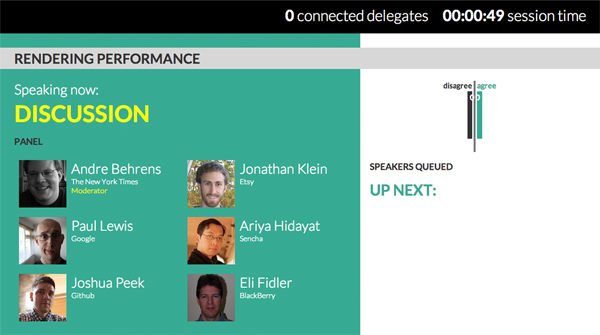 0 connected delegates 00:00:49 session time
RENDERING PERFORMANCE
Speaking now:
DISCUSSION
PANEL
Andre Behrens
The New York Times
Moderator
Jonathan Klein
Etsy
Paul Lewis
Google
Ariya Hidayat
Sencha
Joshua Peek
Github
Eli Fidler
BlackBerry
disagree agree
0 0
SPEAKERS QUEUED
UP NEXT: